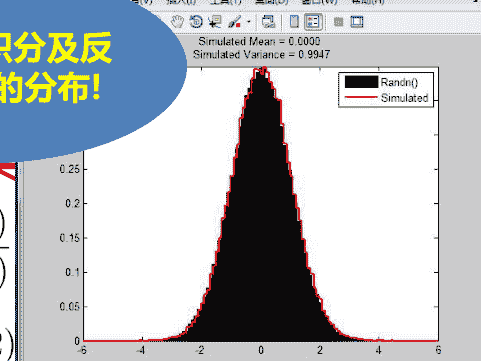 Simulated Mean = 0.0000
Simulated Variance = 0.9947
积分及反
的分布!
Randn()
Simulated
0.25
0.2
0.15
0.1
0.05
0
-6
-4
-2
0
2
4
6